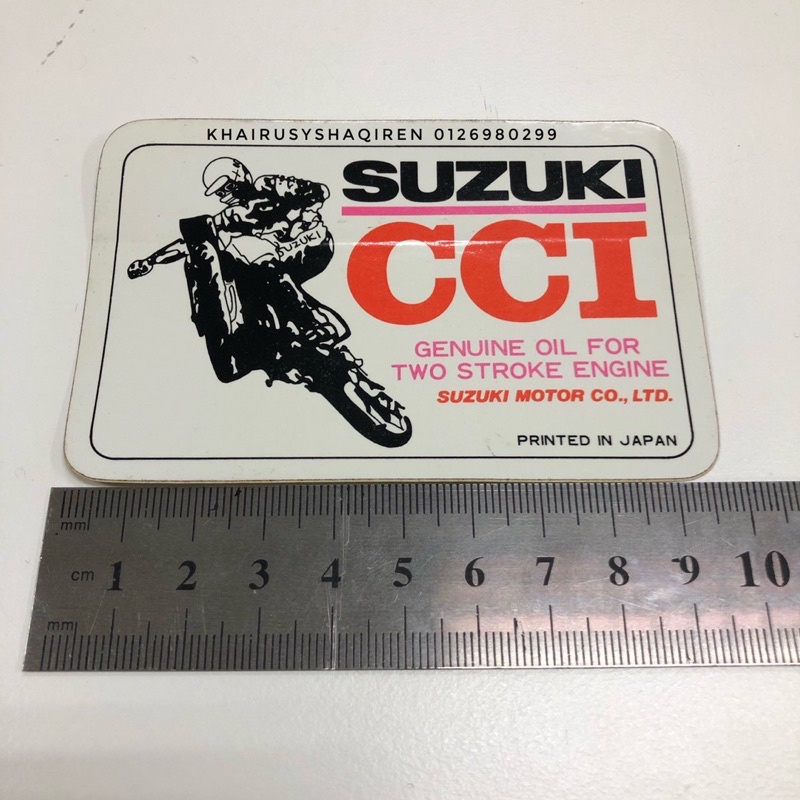 KHAIRUSYSHAQIREN 0126980299
SUZUKI
SUZUKI
CCI
GENUINE OIL FOR
TWO STROKE ENGINE
SUZUKI MOTOR CO., LTD.
PRINTED IN JAPAN
mm
cm 1 2 3 4 5 6 7 8 9 10
mm